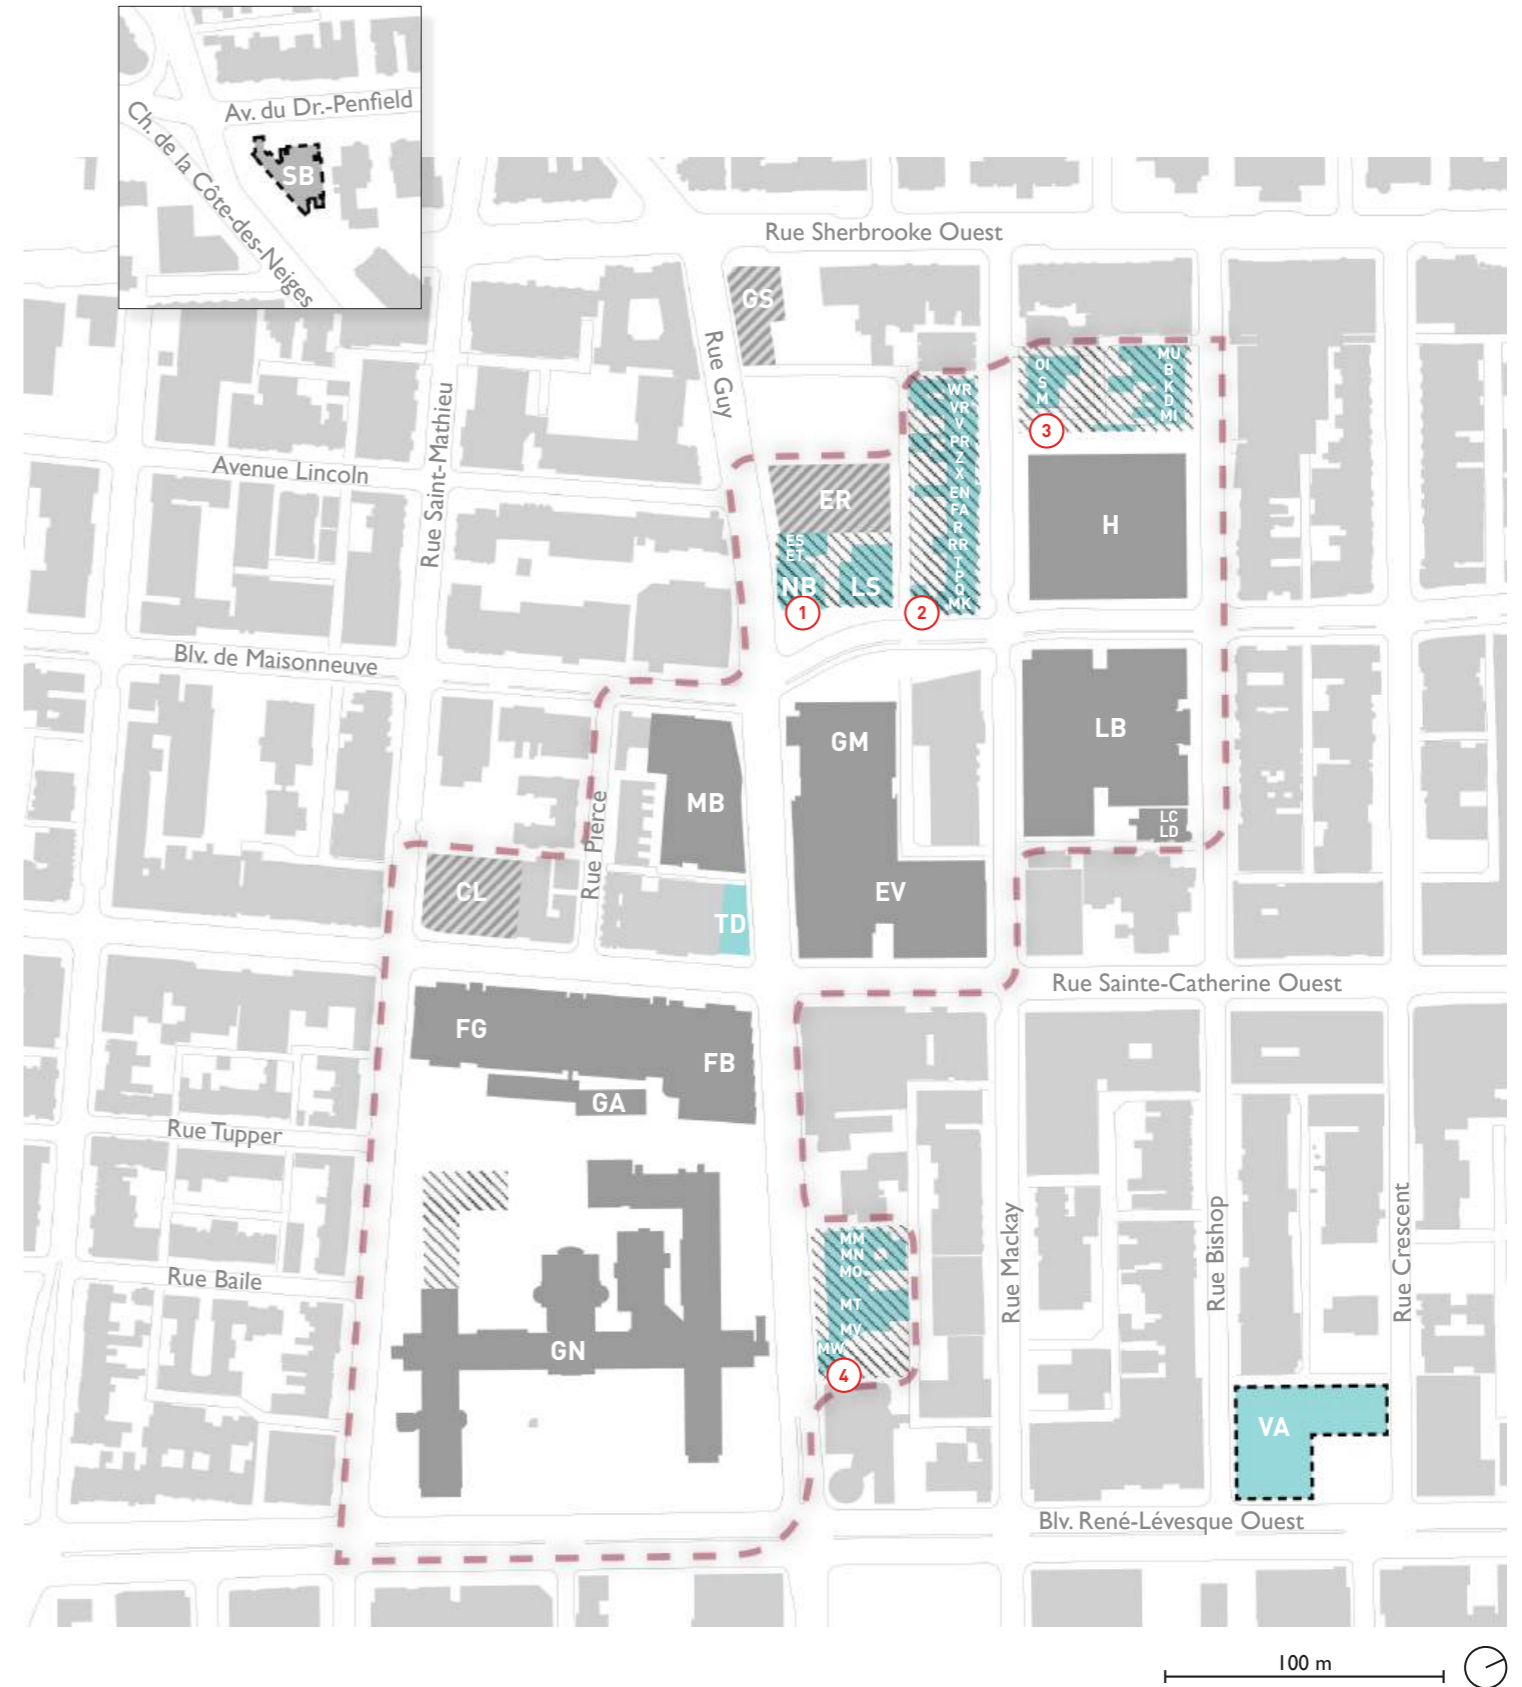 Av. du Dr.-Penfield
Ch. de la Côte-des-Neiges
SB
Rue Sherbrooke Ouest
GS
Rue Guy
OI
S
M
3
MU
B
K
D
MI
WR
VR
V
PR
Z
X
EN
FA
R
RR
T
P
Q
MK
2
Rue Saint-Mathieu
Avenue Lincoln
ER
ES
ET
NB
LS
1
H
Blv. de Maisonneuve
GM
LB
MB
LC
LD
Rue Pierce
CL
TD
EV
Rue Sainte-Catherine Ouest
FG
FB
GA
Rue Tupper
Rue Mackay
Rue Bishop
Rue Crescent
MM
MN
MO
MT
MV
MW
4
Rue Baile
GN
VA
Blv. René-Lévesque Ouest
100 m